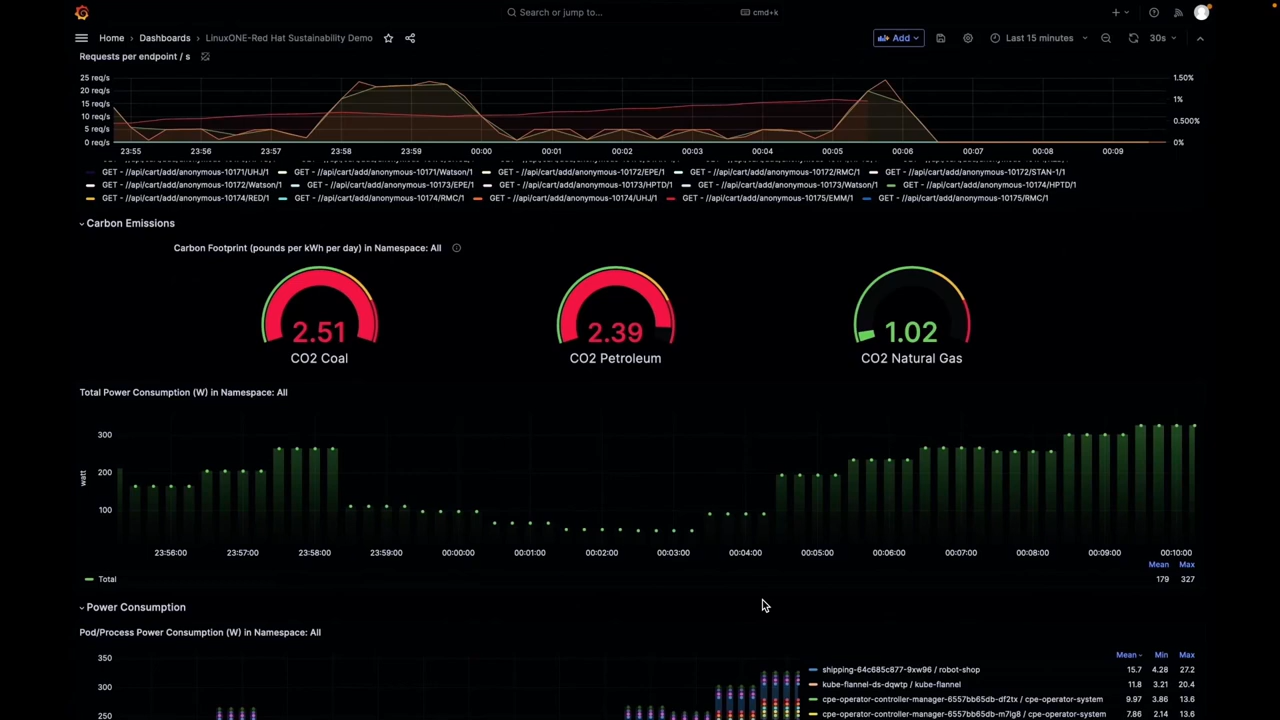 Search or jump to...
cmd+k
Home › Dashboards › LinuxONE-Red Hat Sustainability Demo
Add
Last 15 minutes
30s
Requests per endpoint / s
25 req/s
20 req/s
15 req/s
10 req/s
5 req/s
0 req/s
1.50%
1%
0.500%
0%
23:55 23:56 23:57 23:58 23:59 00:00 00:01 00:02 00:03 00:04 00:05 00:06 00:07 00:08 00:09
GET - //api/cart/add/anonymous-10171/UHJ/1 GET - //api/cart/add/anonymous-10171/Watson/1 GET - //api/cart/add/anonymous-10172/EPE/1 GET - //api/cart/add/anonymous-10172/RMC/1 GET - //api/cart/add/anonymous-10172/STAN-1/1
GET - //api/cart/add/anonymous-10172/Watson/1 GET - //api/cart/add/anonymous-10173/EPE/1 GET - //api/cart/add/anonymous-10173/HPTD/1 GET - //api/cart/add/anonymous-10173/Watson/1 GET - //api/cart/add/anonymous-10174/HPTD/1
GET - //api/cart/add/anonymous-10174/RED/1 GET - //api/cart/add/anonymous-10174/RMC/1 GET - //api/cart/add/anonymous-10174/UHJ/1 GET - //api/cart/add/anonymous-10175/EMM/1 GET - //api/cart/add/anonymous-10175/RMC/1
Carbon Emissions
Carbon Footprint (pounds per kWh per day) in Namespace: All
2.51
CO2 Coal
2.39
CO2 Petroleum
1.02
CO2 Natural Gas
Total Power Consumption (W) in Namespace: All
watt
300
200
100
23:56:00 23:57:00 23:58:00 23:59:00 00:00:00 00:01:00 00:02:00 00:03:00 00:04:00 00:05:00 00:06:00 00:07:00 00:08:00 00:09:00 00:10:00
Mean Max
Total 179 327
Power Consumption
Pod/Process Power Consumption (W) in Namespace: All
350
300
250
Mean Min Max
shipping-64c685c877-9xw96 / robot-shop 15.7 4.28 27.2
kube-flannel-ds-dqwtp / kube-flannel 11.8 3.21 20.4
cpe-operator-controller-manager-6557bb65db-df2tx / cpe-operator-system 9.97 3.86 13.6
cpe-operator-controller-manager-6557bb65db-m7ig8 / cpe-operator-system 7.86 2.14 13.6